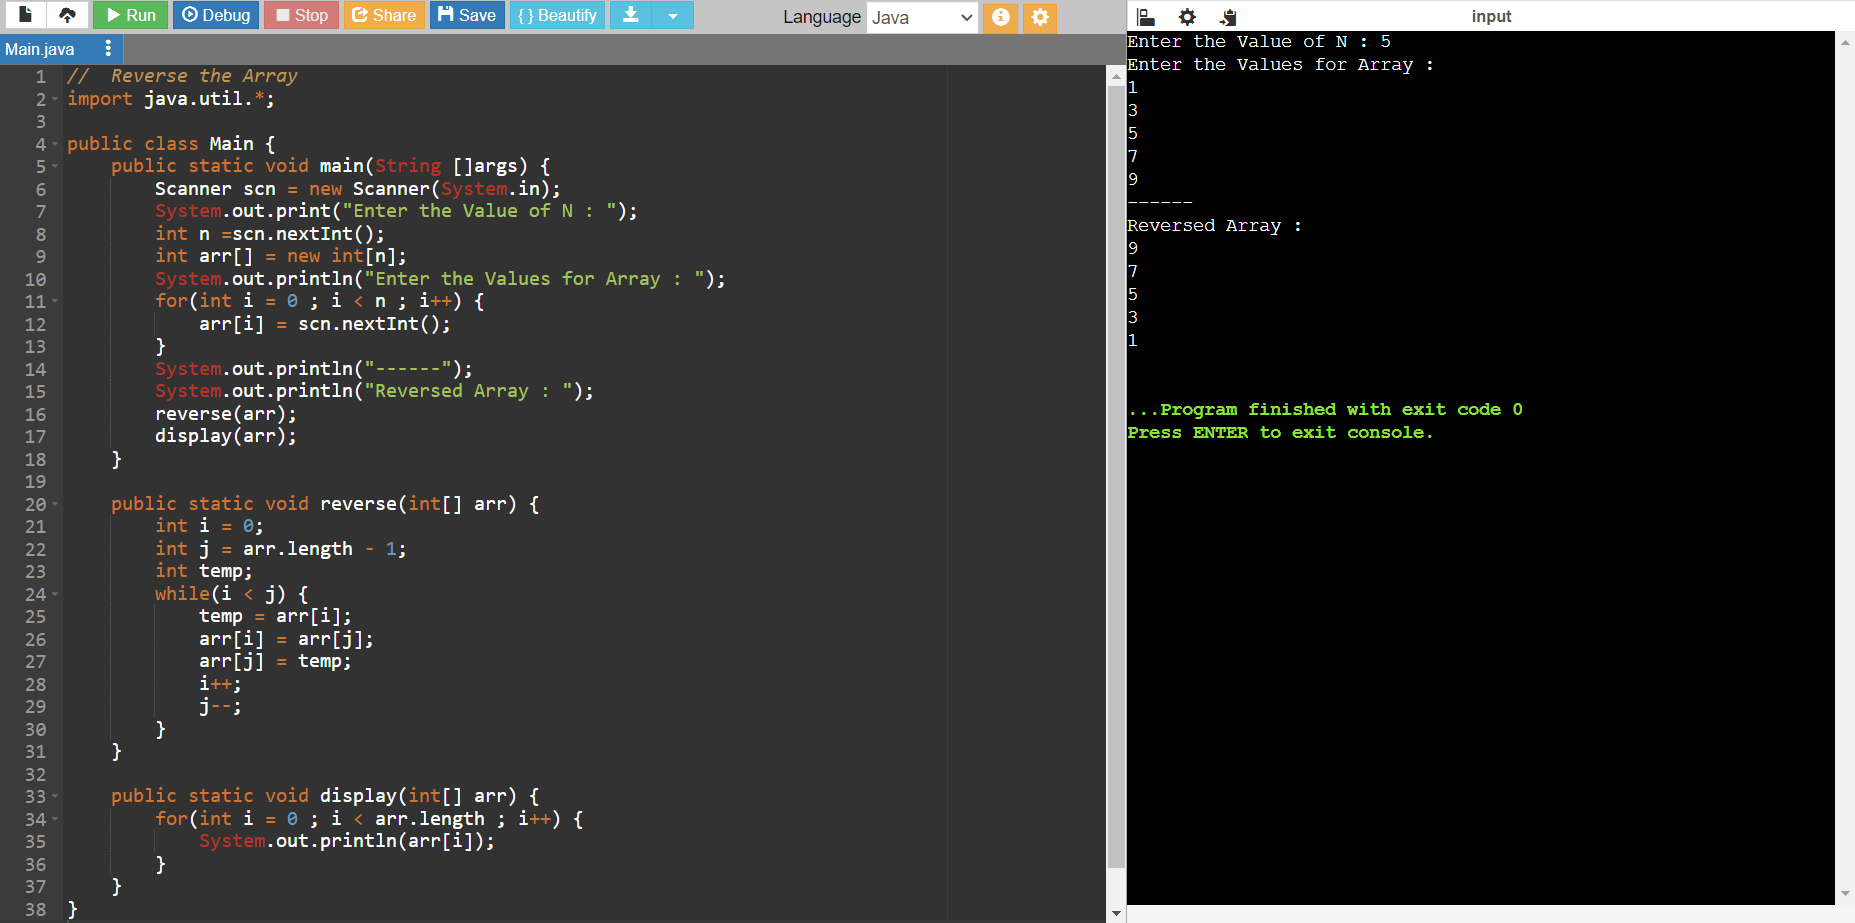 Run Debug Stop Share Save { } Beautify Language Java
Main.java
1 //  Reverse the Array
2 import java.util.*;
3
4 public class Main {
5     public static void main(String []args) {
6         Scanner scn = new Scanner(System.in);
7         System.out.print("Enter the Value of N : ");
8         int n =scn.nextInt();
9         int arr[] = new int[n];
10         System.out.println("Enter the Values for Array : ");
11         for(int i = 0 ; i < n ; i++) {
12             arr[i] = scn.nextInt();
13         }
14         System.out.println("------");
15         System.out.println("Reversed Array : ");
16         reverse(arr);
17         display(arr);
18     }
19
20     public static void reverse(int[] arr) {
21         int i = 0;
22         int j = arr.length - 1;
23         int temp;
24         while(i < j) {
25             temp = arr[i];
26             arr[i] = arr[j];
27             arr[j] = temp;
28             i++;
29             j--;
30         }
31     }
32
33     public static void display(int[] arr) {
34         for(int i = 0 ; i < arr.length ; i++) {
35             System.out.println(arr[i]);
36         }
37     }
38 }
input
Enter the Value of N : 5
Enter the Values for Array :
1
3
5
7
9
------
Reversed Array :
9
7
5
3
1
...Program finished with exit code 0
Press ENTER to exit console.